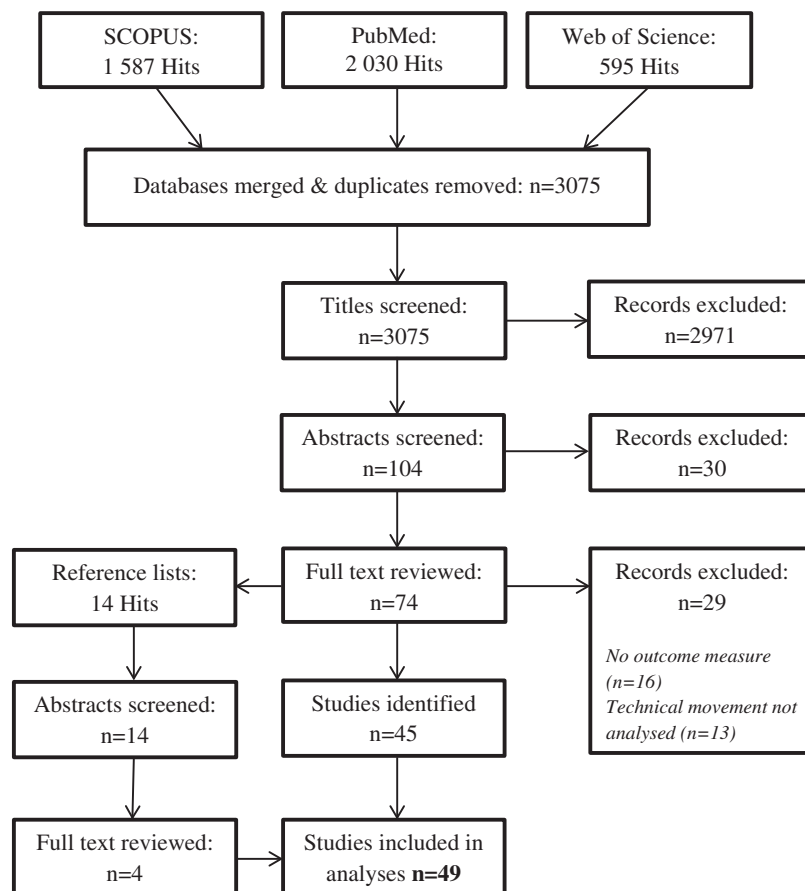 SCOPUS:
1 587 Hits
PubMed:
2 030 Hits
Web of Science:
595 Hits
Databases merged & duplicates removed: n=3075
Titles screened:
n=3075
Records excluded:
n=2971
Abstracts screened:
n=104
Records excluded:
n=30
Reference lists:
14 Hits
Full text reviewed:
n=74
Records excluded:
n=29
No outcome measure
(n=16)
Technical movement not
analysed (n=13)
Abstracts screened:
n=14
Studies identified
n=45
Full text reviewed:
n=4
Studies included in
analyses n=49